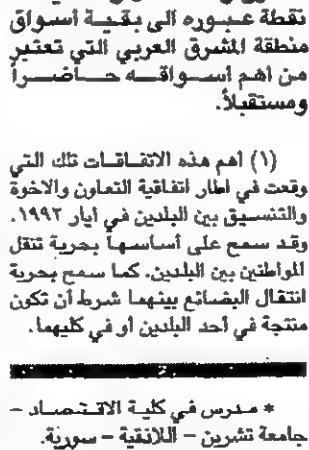 نقطة عبوره الى بقية أسواق
منطقة المشرق العربي التي تعتبر
من أهم أسواقه حاضراً
ومستقبلاً.
(١) أهم هذه الاتفاقات تلك التي
وقعت في اطار اتفاقية التعاون والاخوة
والتنسيق بين البلدين في أيار ١٩٩٢.
وقد سمح على أساسها بحرية تنقل
المواطنين بين البلدين. كما سمح بحرية
انتقال البضائع بينهما شرط أن تكون
منتجة في أحد البلدين أو في كليهما.
* مدرس في كلية الاقتصاد –
جامعة تشرين – اللانقية – سورية.